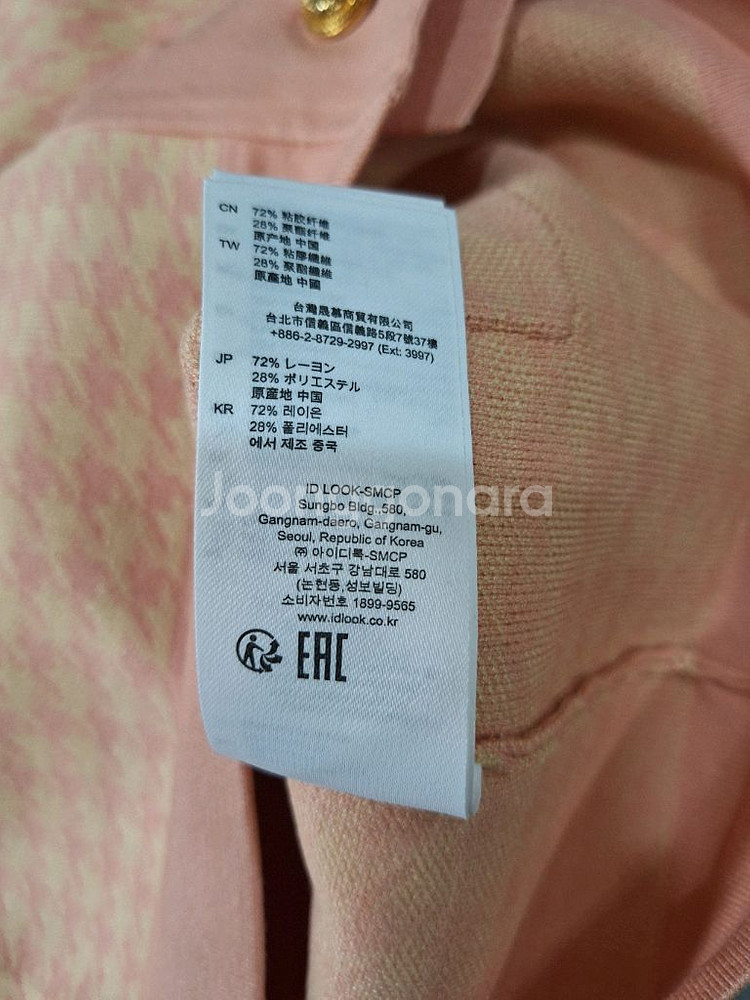 CN 72% 粘胶纤维
28% 聚酯纤维
原产地 中国
TW 72% 粘膠纖維
28% 聚酯纖維
原產地 中國
台灣晟慕商貿有限公司
台北市信義區信義路5段7號37樓
+886-2-8729-2997 (Ext: 3997)
JP 72% レーヨン
28% ポリエステル
原産地 中国
KR 72% 레이온
28% 폴리에스터
에서 제조 중국
ID LOOK-SMCP
Sungbo Bldg.,580,
Gangnam-daero, Gangnam-gu,
Seoul, Republic of Korea
㈜ 아이디룩-SMCP
서울 서초구 강남대로 580
(논현동,성보빌딩)
소비자번호 1899-9565
www.idlook.co.kr
EAC
Joonggonara